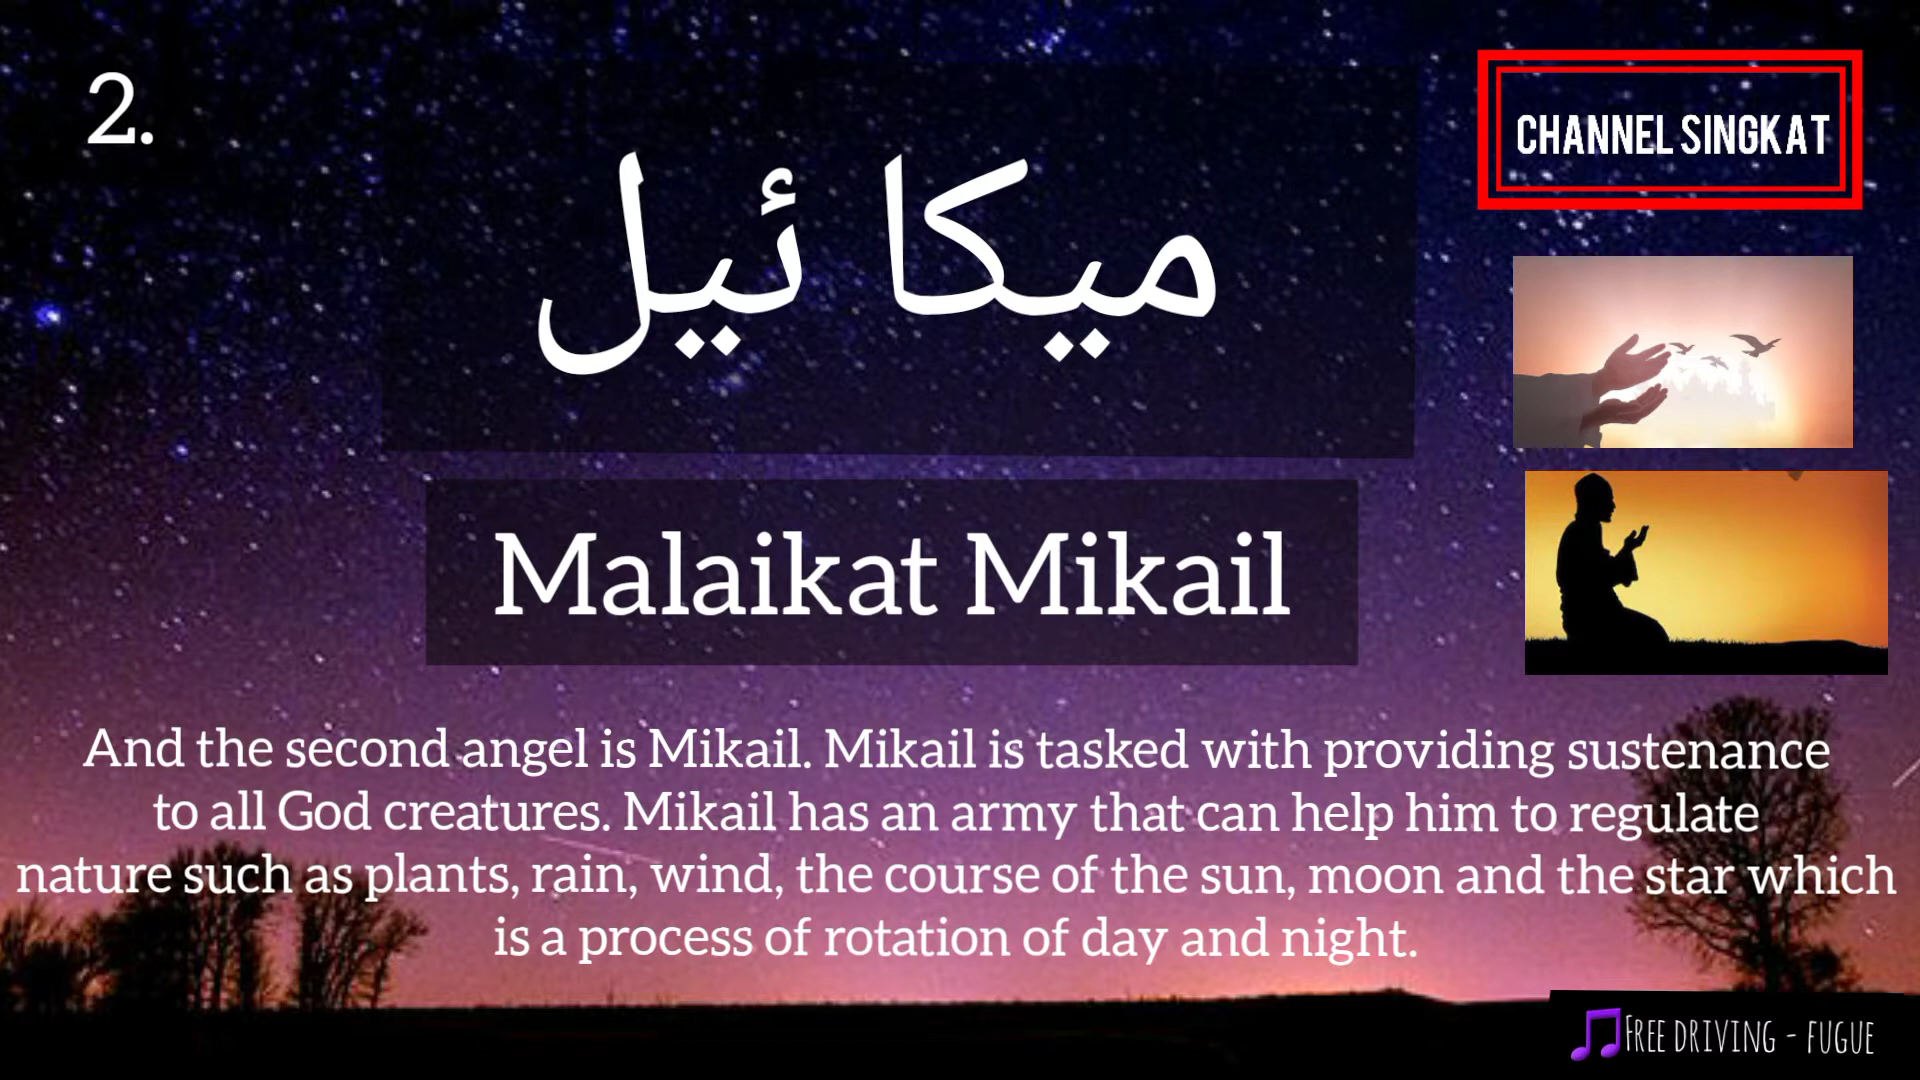 2.
CHANNEL SINGKAT
ميكا ئيل
Malaikat Mikail
And the second angel is Mikail. Mikail is tasked with providing sustenance
to all God creatures. Mikail has an army that can help him to regulate
nature such as plants, rain, wind, the course of the sun, moon and the star which
is a process of rotation of day and night.
🎵FREE DRIVING - FUGUE